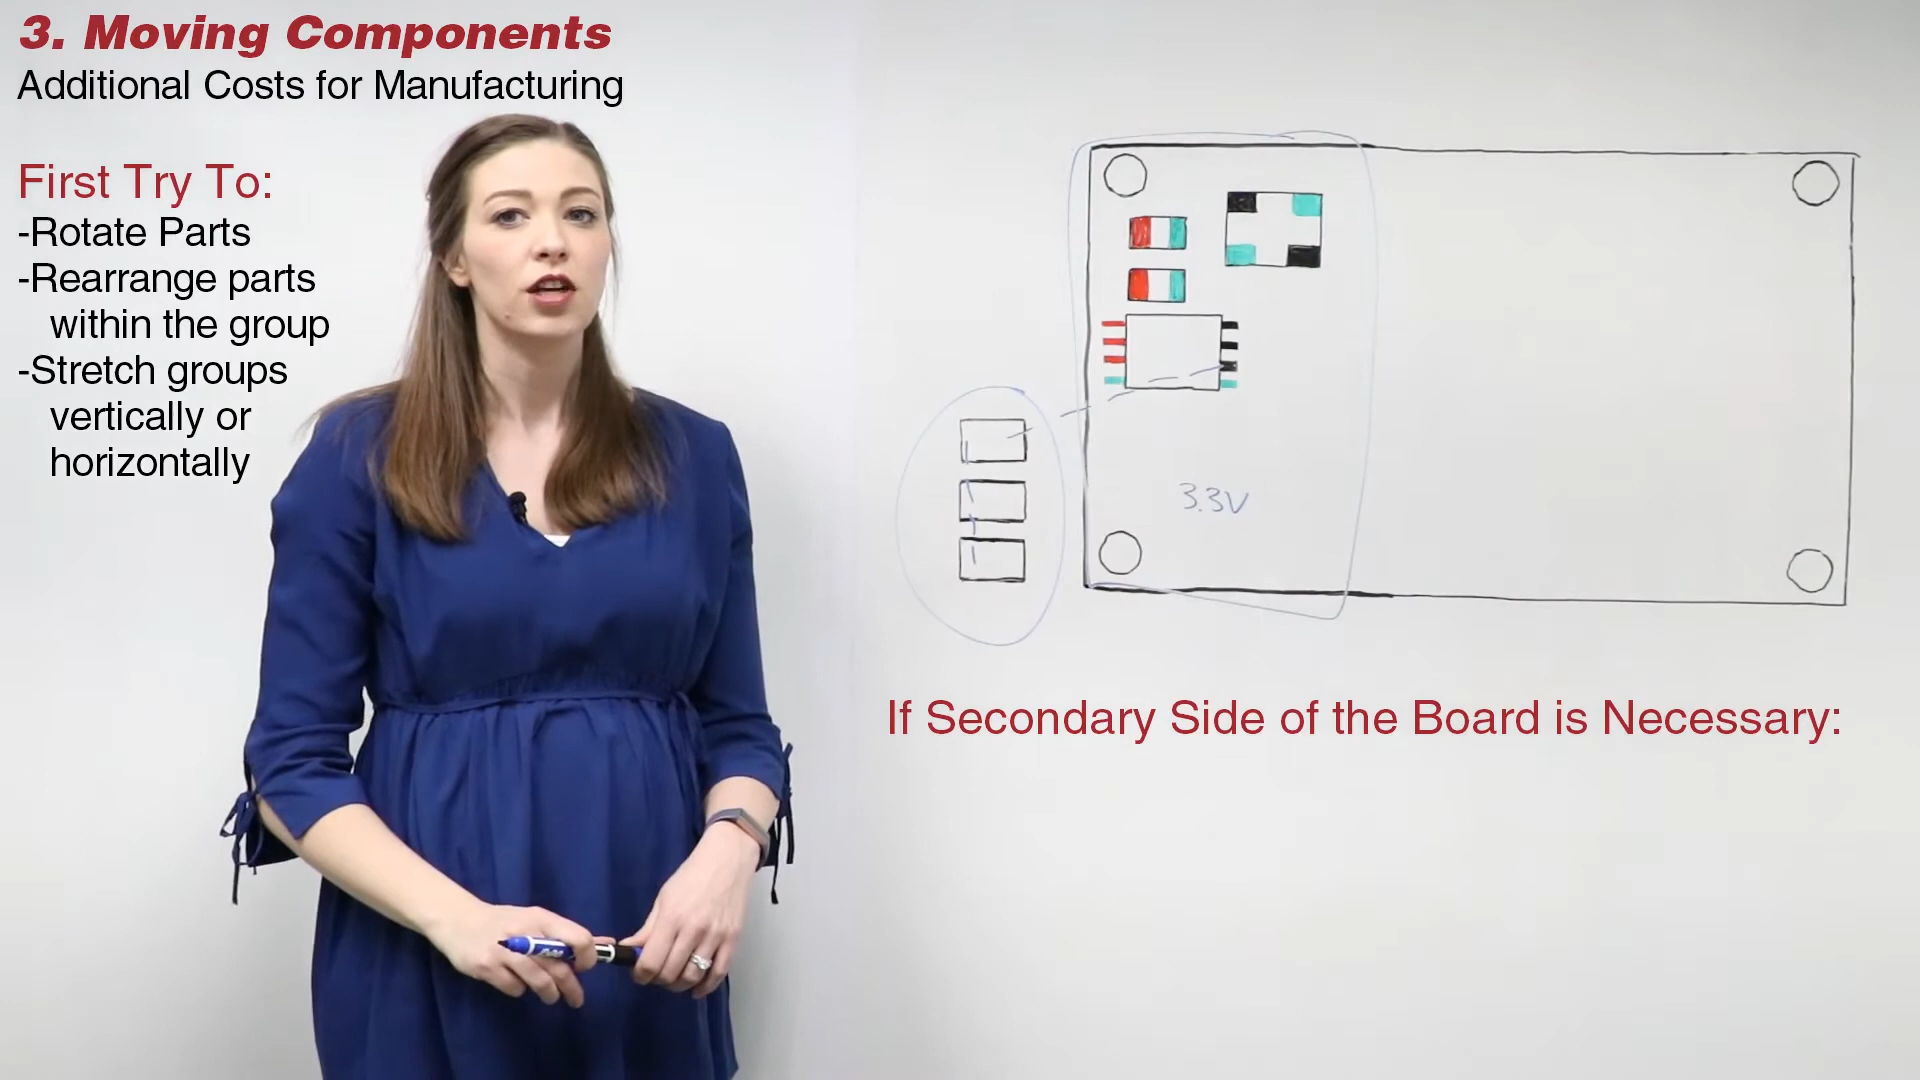 3. Moving Components
Additional Costs for Manufacturing
First Try To:
-Rotate Parts
-Rearrange parts
within the group
-Stretch groups
vertically or
horizontally
3.3V
If Secondary Side of the Board is Necessary: